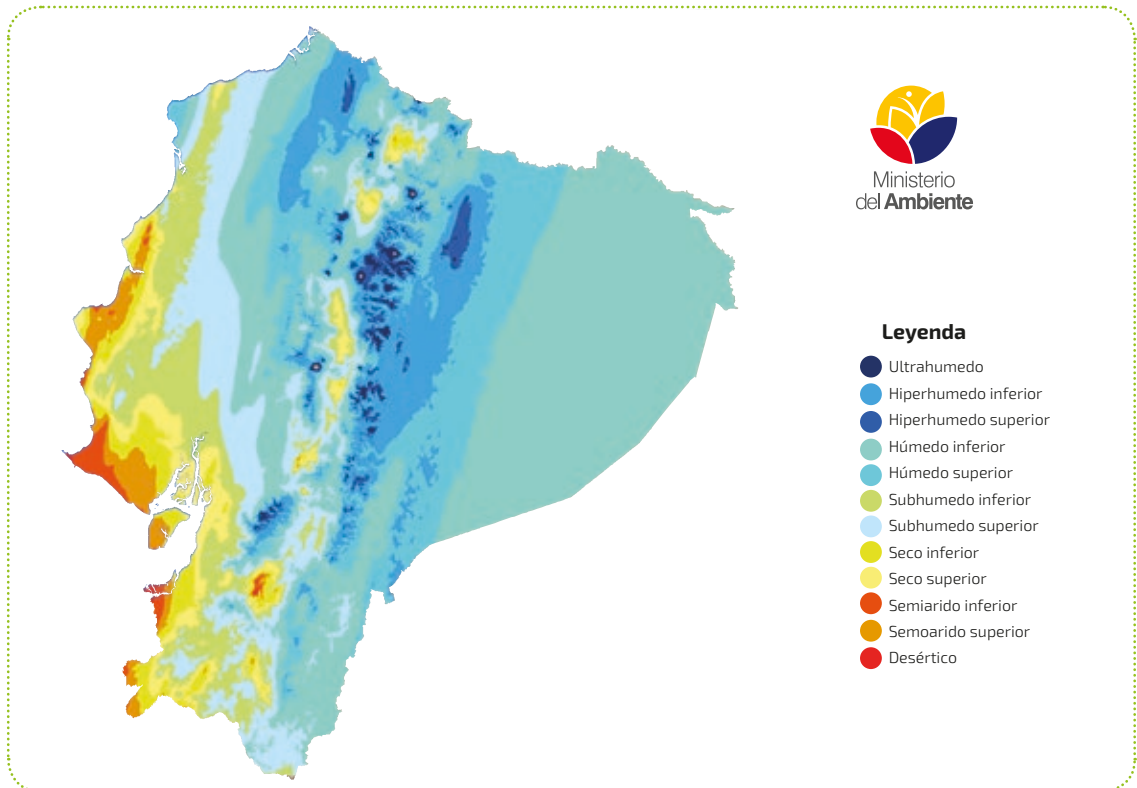 Ministerio
del Ambiente
Leyenda
Ultrahumedo
Hiperhumedo inferior
Hiperhumedo superior
Húmedo inferior
Húmedo superior
Subhumedo inferior
Subhumedo superior
Seco inferior
Seco superior
Semiarido inferior
Semoarido superior
Desértico